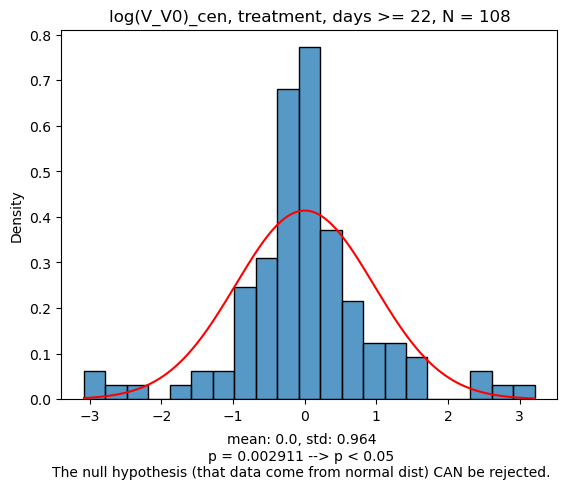 log(V_V0)_cen, treatment, days >= 22, N = 108
Density
0.8
0.7
0.6
0.5
0.4
0.3
0.2
0.1
0.0
−3 −2 −1 0 1 2 3
mean: 0.0, std: 0.964
p = 0.002911 --> p < 0.05
The null hypothesis (that data come from normal dist) CAN be rejected.